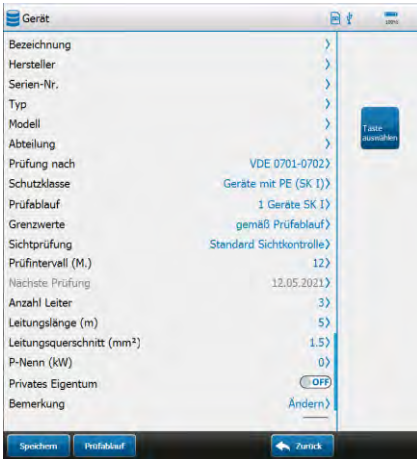 Gerät
100%
Bezeichnung
Hersteller
Serien-Nr.
Typ
Modell
Abteilung
Prüfung nach VDE 0701-0702
Schutzklasse Geräte mit PE (SK I)
Prüfablauf 1 Geräte SK I
Grenzwerte gemäß Prüfablauf
Sichtprüfung Standard Sichtkontrolle
Prüfintervall (M.) 12
Nächste Prüfung 12.05.2021
Anzahl Leiter 3
Leitungslänge (m) 5
Leitungsquerschnitt (mm²) 1.5
P-Nenn (kW) 0
Privates Eigentum OFF
Bemerkung Ändern
Taste
auswählen
Speichern Prüfablauf Zurück